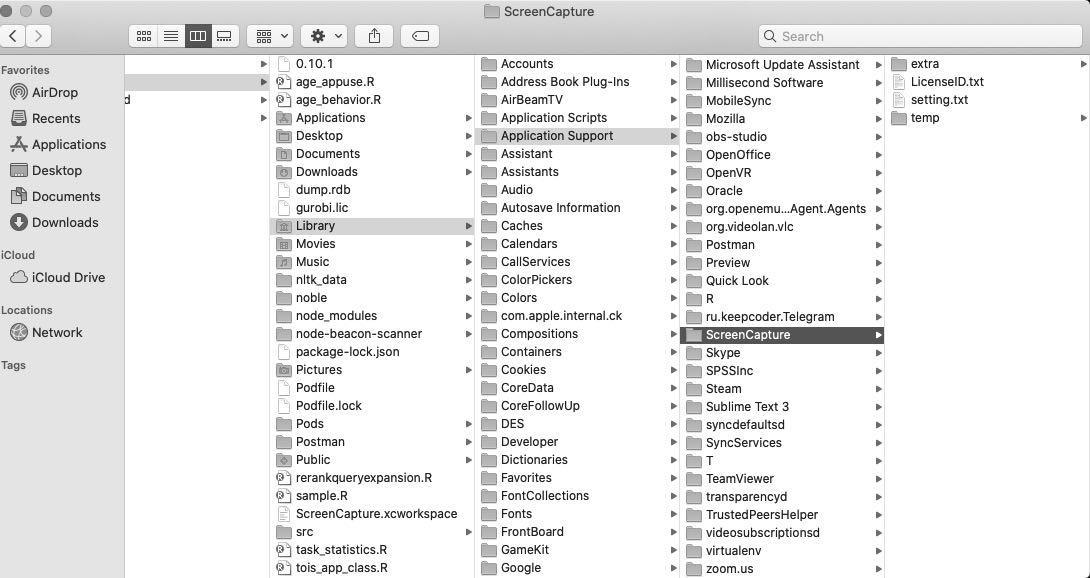 ScreenCapture
Search
Favorites
AirDrop
Recents
Applications
Desktop
Documents
Downloads
iCloud
iCloud Drive
Locations
Network
Tags
d
0.10.1
age_appuse.R
age_behavior.R
Applications
Desktop
Documents
Downloads
dump.rdb
gurobi.lic
Library
Movies
Music
nltk_data
noble
node_modules
node-beacon-scanner
package-lock.json
Pictures
Podfile
Podfile.lock
Pods
Postman
Public
rerankqueryexpansion.R
sample.R
ScreenCapture.xcworkspace
src
task_statistics.R
tois_app_class.R
Accounts
Address Book Plug-Ins
AirBeamTV
Application Scripts
Application Support
Assistant
Assistants
Audio
Autosave Information
Caches
Calendars
CallServices
ColorPickers
Colors
com.apple.internal.ck
Compositions
Containers
Cookies
CoreData
CoreFollowUp
DES
Developer
Dictionaries
Favorites
FontCollections
Fonts
FrontBoard
GameKit
Google
Microsoft Update Assistant
Millisecond Software
MobileSync
Mozilla
obs-studio
OpenOffice
OpenVR
Oracle
org.openemu...Agent.Agents
org.videolan.vlc
Postman
Preview
Quick Look
R
ru.keepcoder.Telegram
ScreenCapture
Skype
SPSSInc
Steam
Sublime Text 3
syncdefaultsd
SyncServices
T
TeamViewer
transparencyd
TrustedPeersHelper
videosubscriptionsd
virtualenv
zoom.us
extra
LicenseID.txt
setting.txt
temp